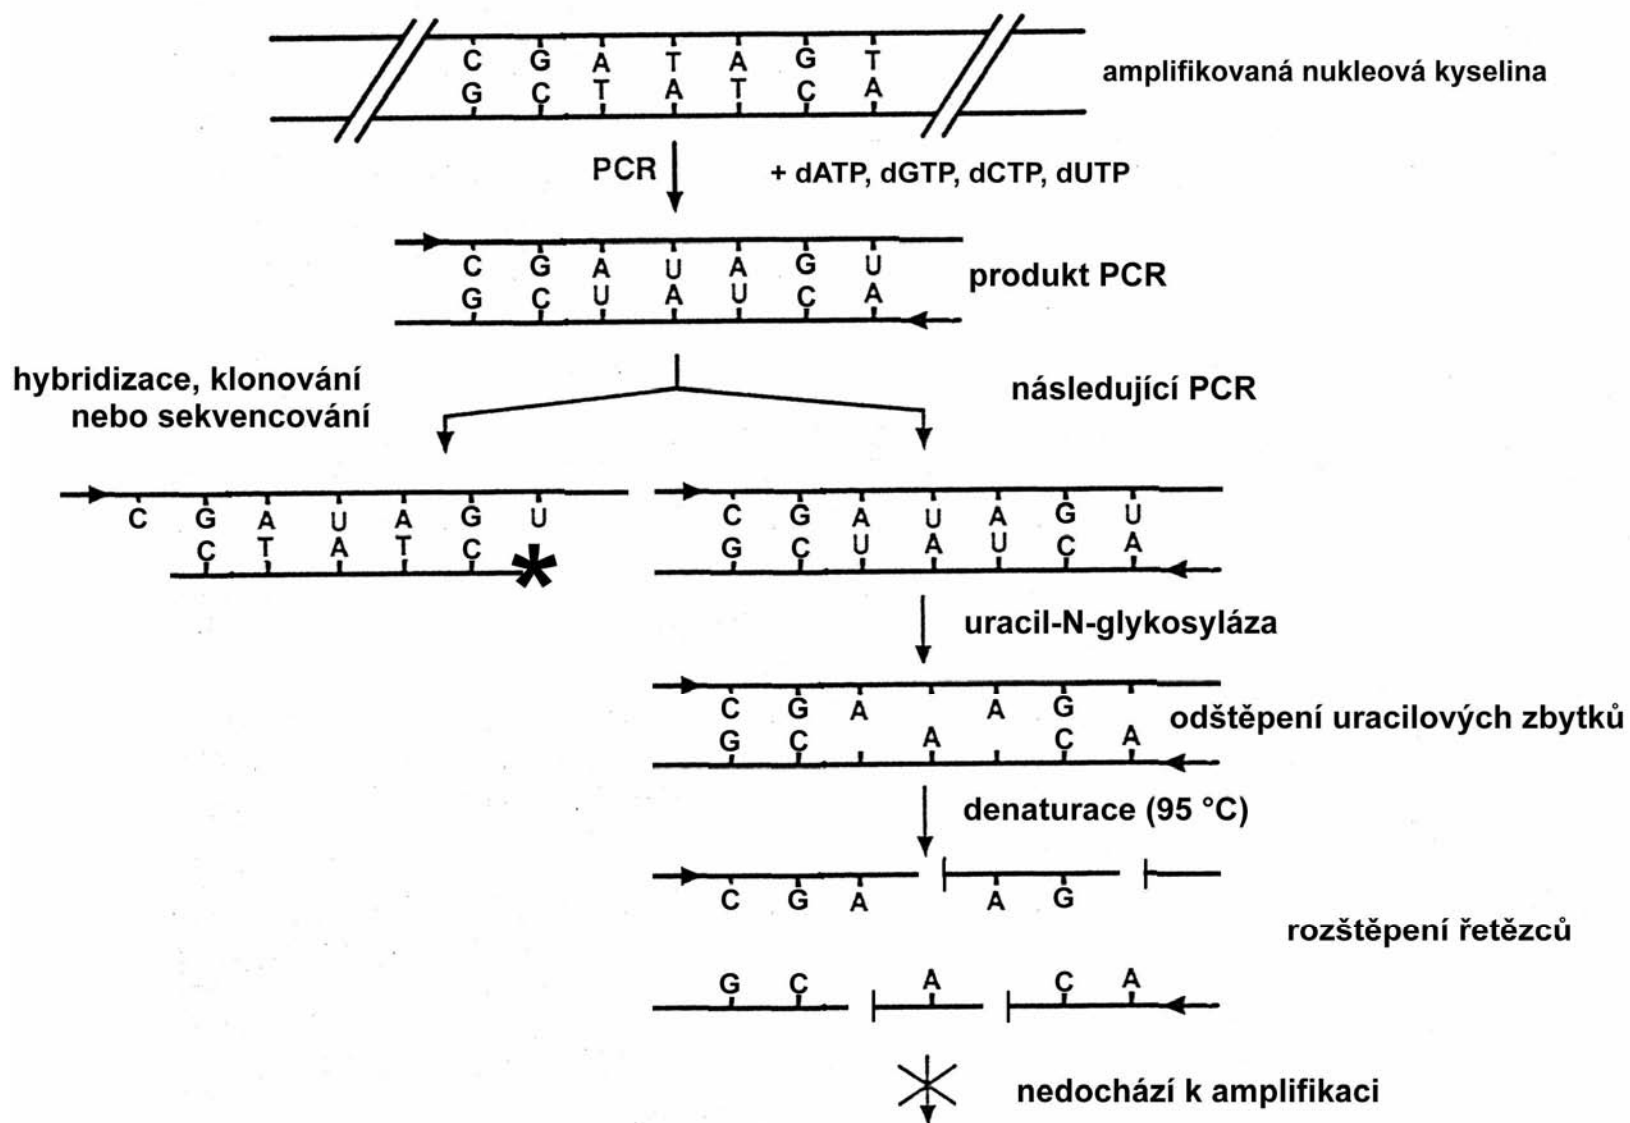 C G A T A G T
G C T A T C A
amplifikovaná nukleová kyselina
PCR
+ dATP, dGTP, dCTP, dUTP
C G A U A G U
G C U A U C A
produkt PCR
hybridizace, klonování
nebo sekvencování
následující PCR
C G A U A G U
C T A T C
*
C G A U A G U
G C U A U C A
uracil-N-glykosyláza
C G A A G
G C A C A
odštěpení uracilových zbytků
denaturace (95 °C)
C G A A G
rozštěpení řetězců
G C A C A
nedochází k amplifikaci